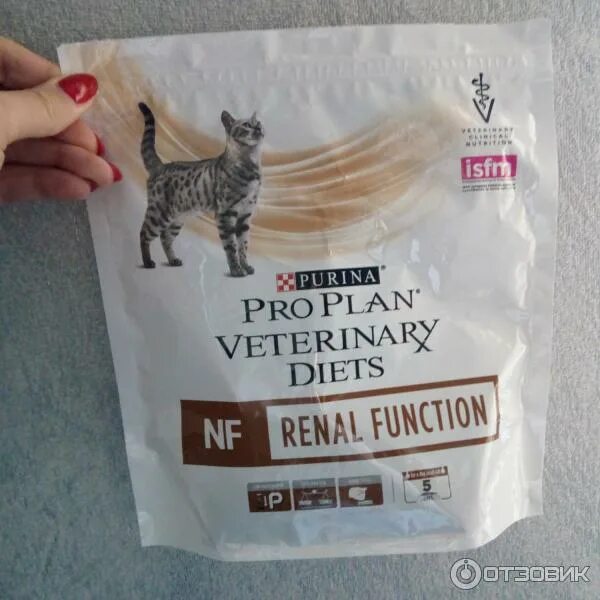 VETERINARY
CLINICAL
NUTRITION
isfm
PURINA
PRO PLAN®
VETERINARY
DIETS
NF RENAL FUNCTION
P
5
ОТЗОВИК